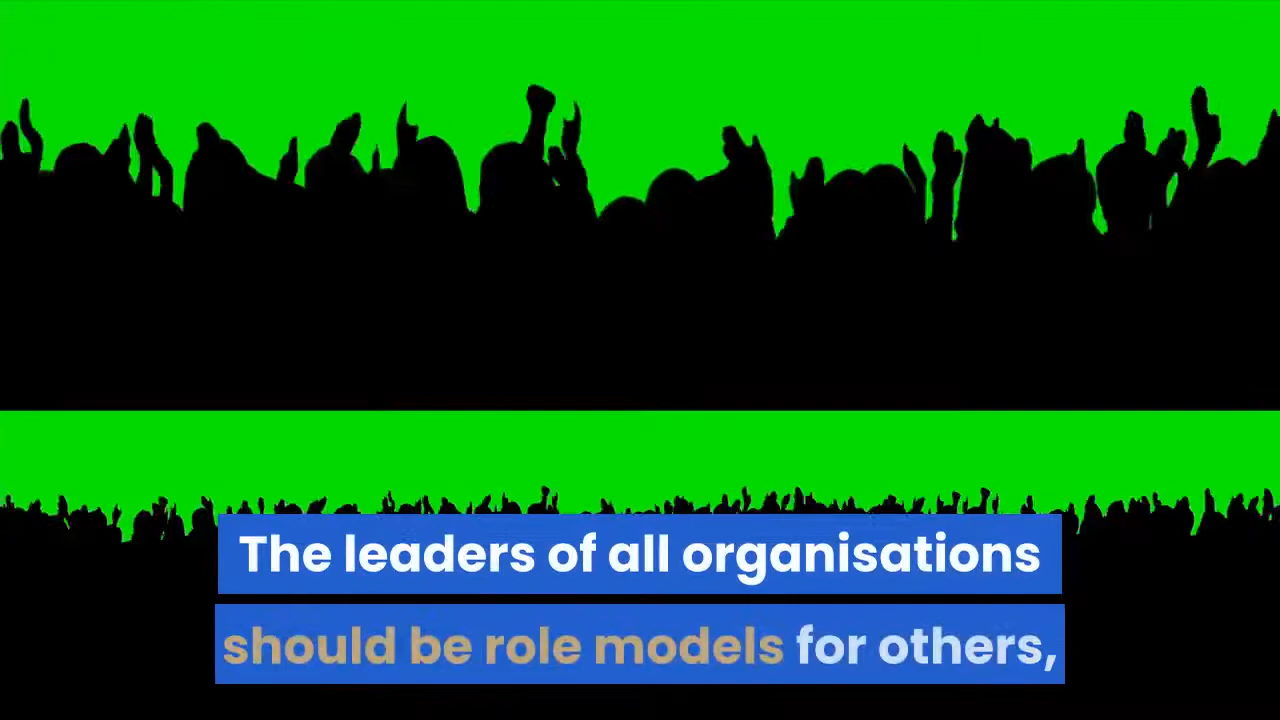 The leaders of all organisations
should be role models for others,